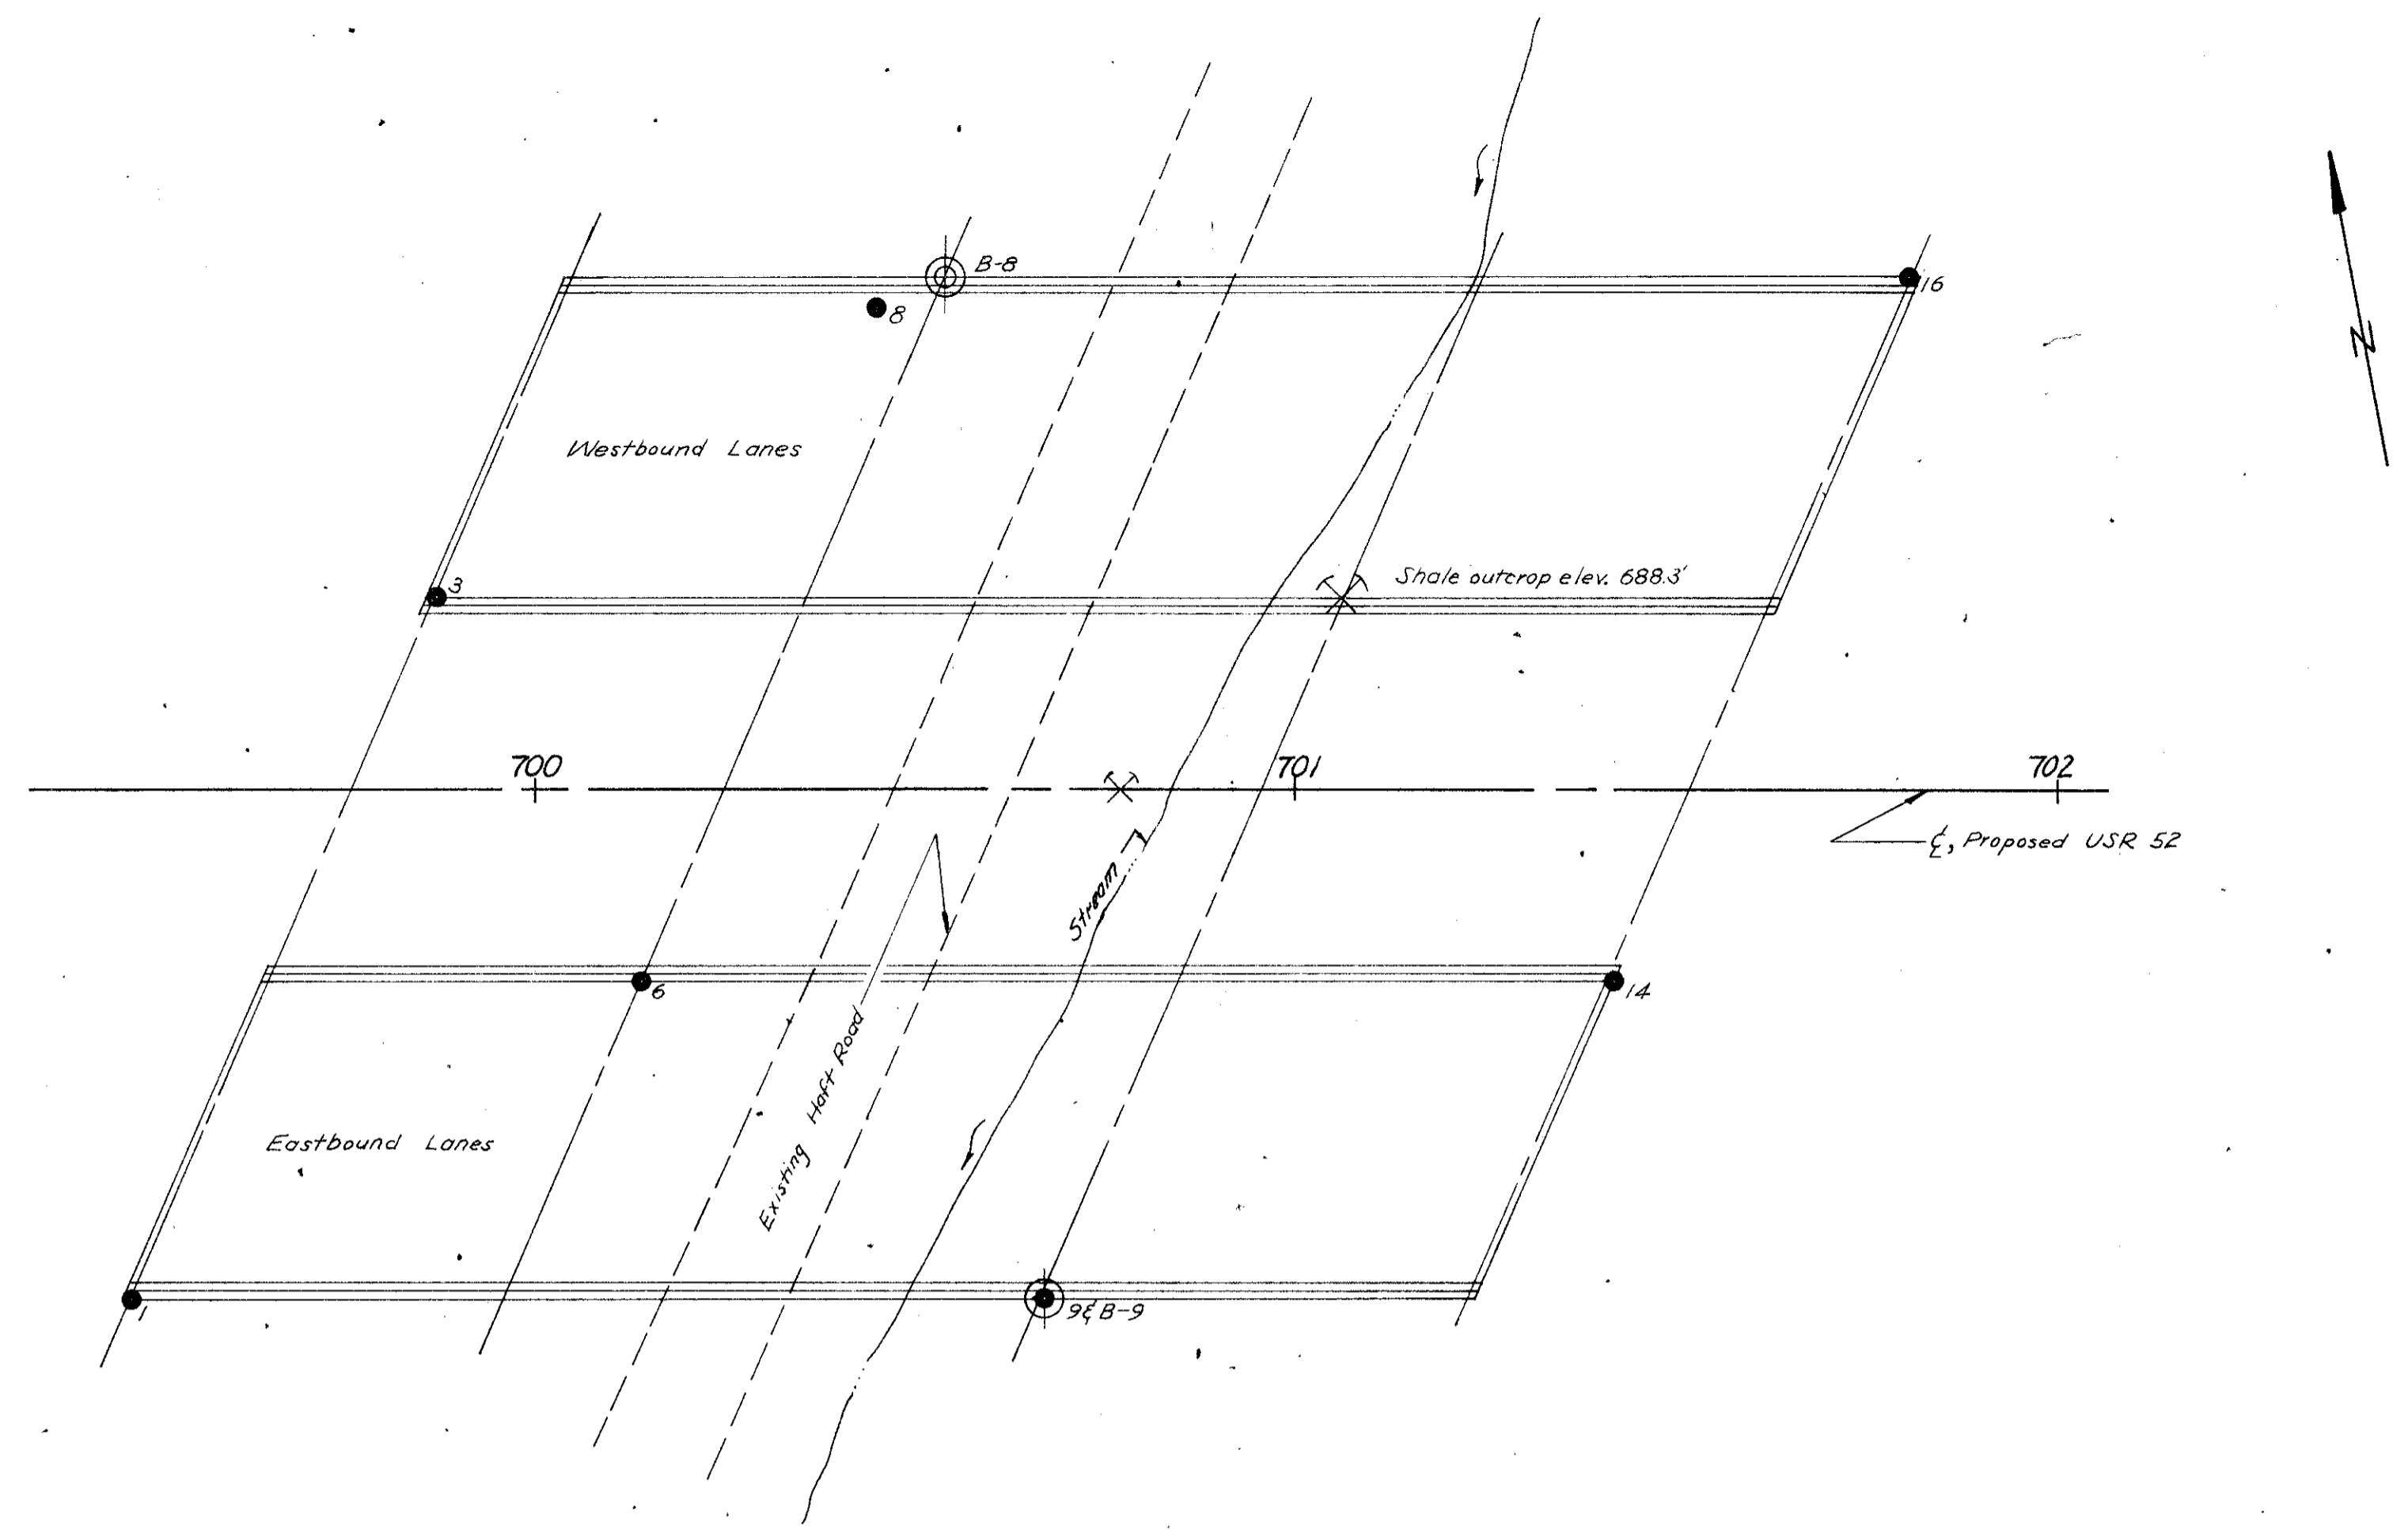 B-8
8
16
N
Westbound Lanes
3
Shale outcrop elev. 688.3'
700
701
702
℄, Proposed USR 52
Stream
6
14
Existing Haft Road
Eastbound Lanes
1
9 & B-9